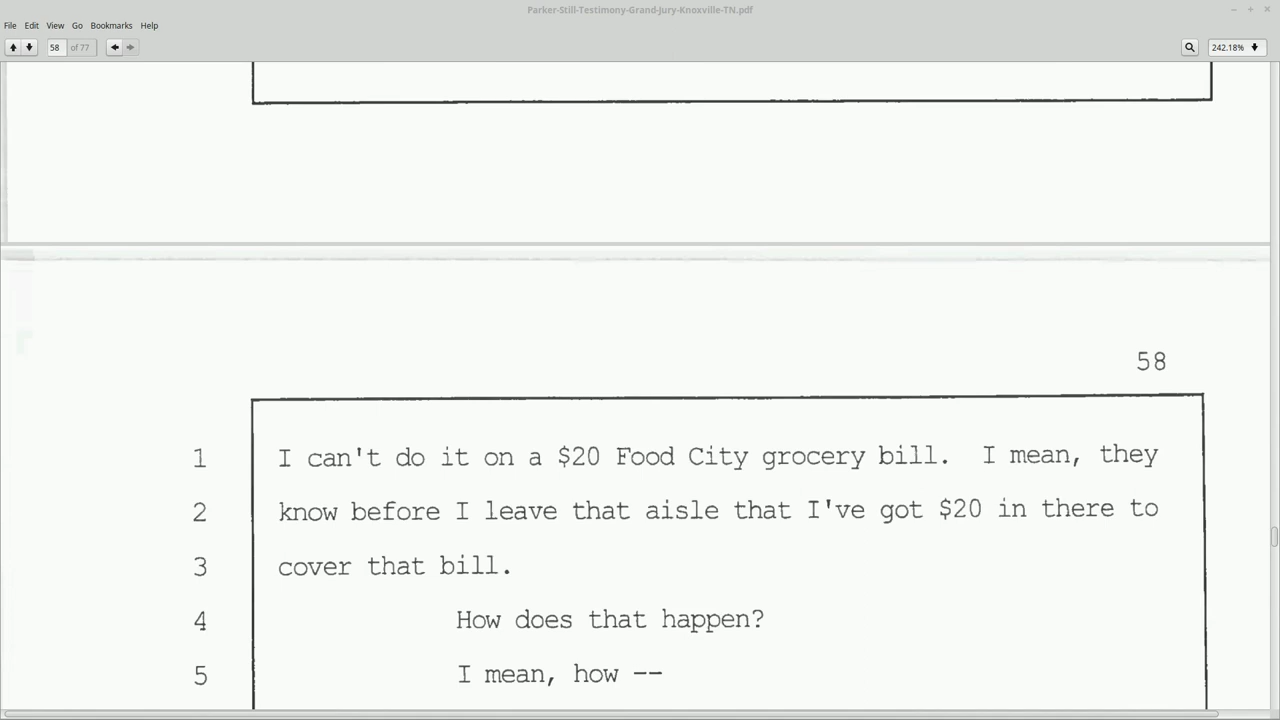 Parker-Still-Testimony-Grand-Jury-Knoxville-TN.pdf
File Edit View Go Bookmarks Help
58 of 77 242.18%
58
1 I can't do it on a $20 Food City grocery bill. I mean, they
2 know before I leave that aisle that I've got $20 in there to
3 cover that bill.
4 How does that happen?
5 I mean, how --